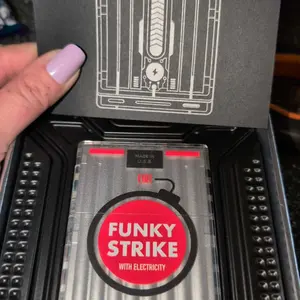 MADE IN
U.S.A.
FUNKY
STRIKE
WITH ELECTRICITY